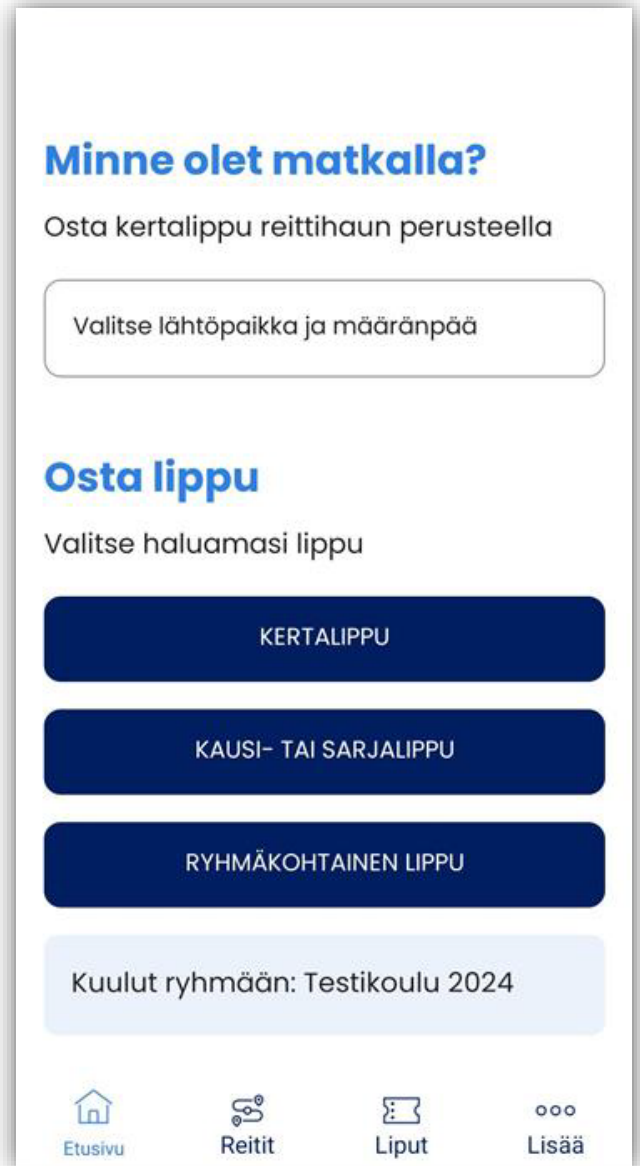 Minne olet matkalla?
Osta kertalippu reittihaun perusteella
Valitse lähtöpaikka ja määränpää
Osta lippu
Valitse haluamasi lippu
KERTALIPPU
KAUSI- TAI SARJALIPPU
RYHMÄKOHTAINEN LIPPU
Kuulut ryhmään: Testikoulu 2024
Etusivu Reitit Liput Lisää